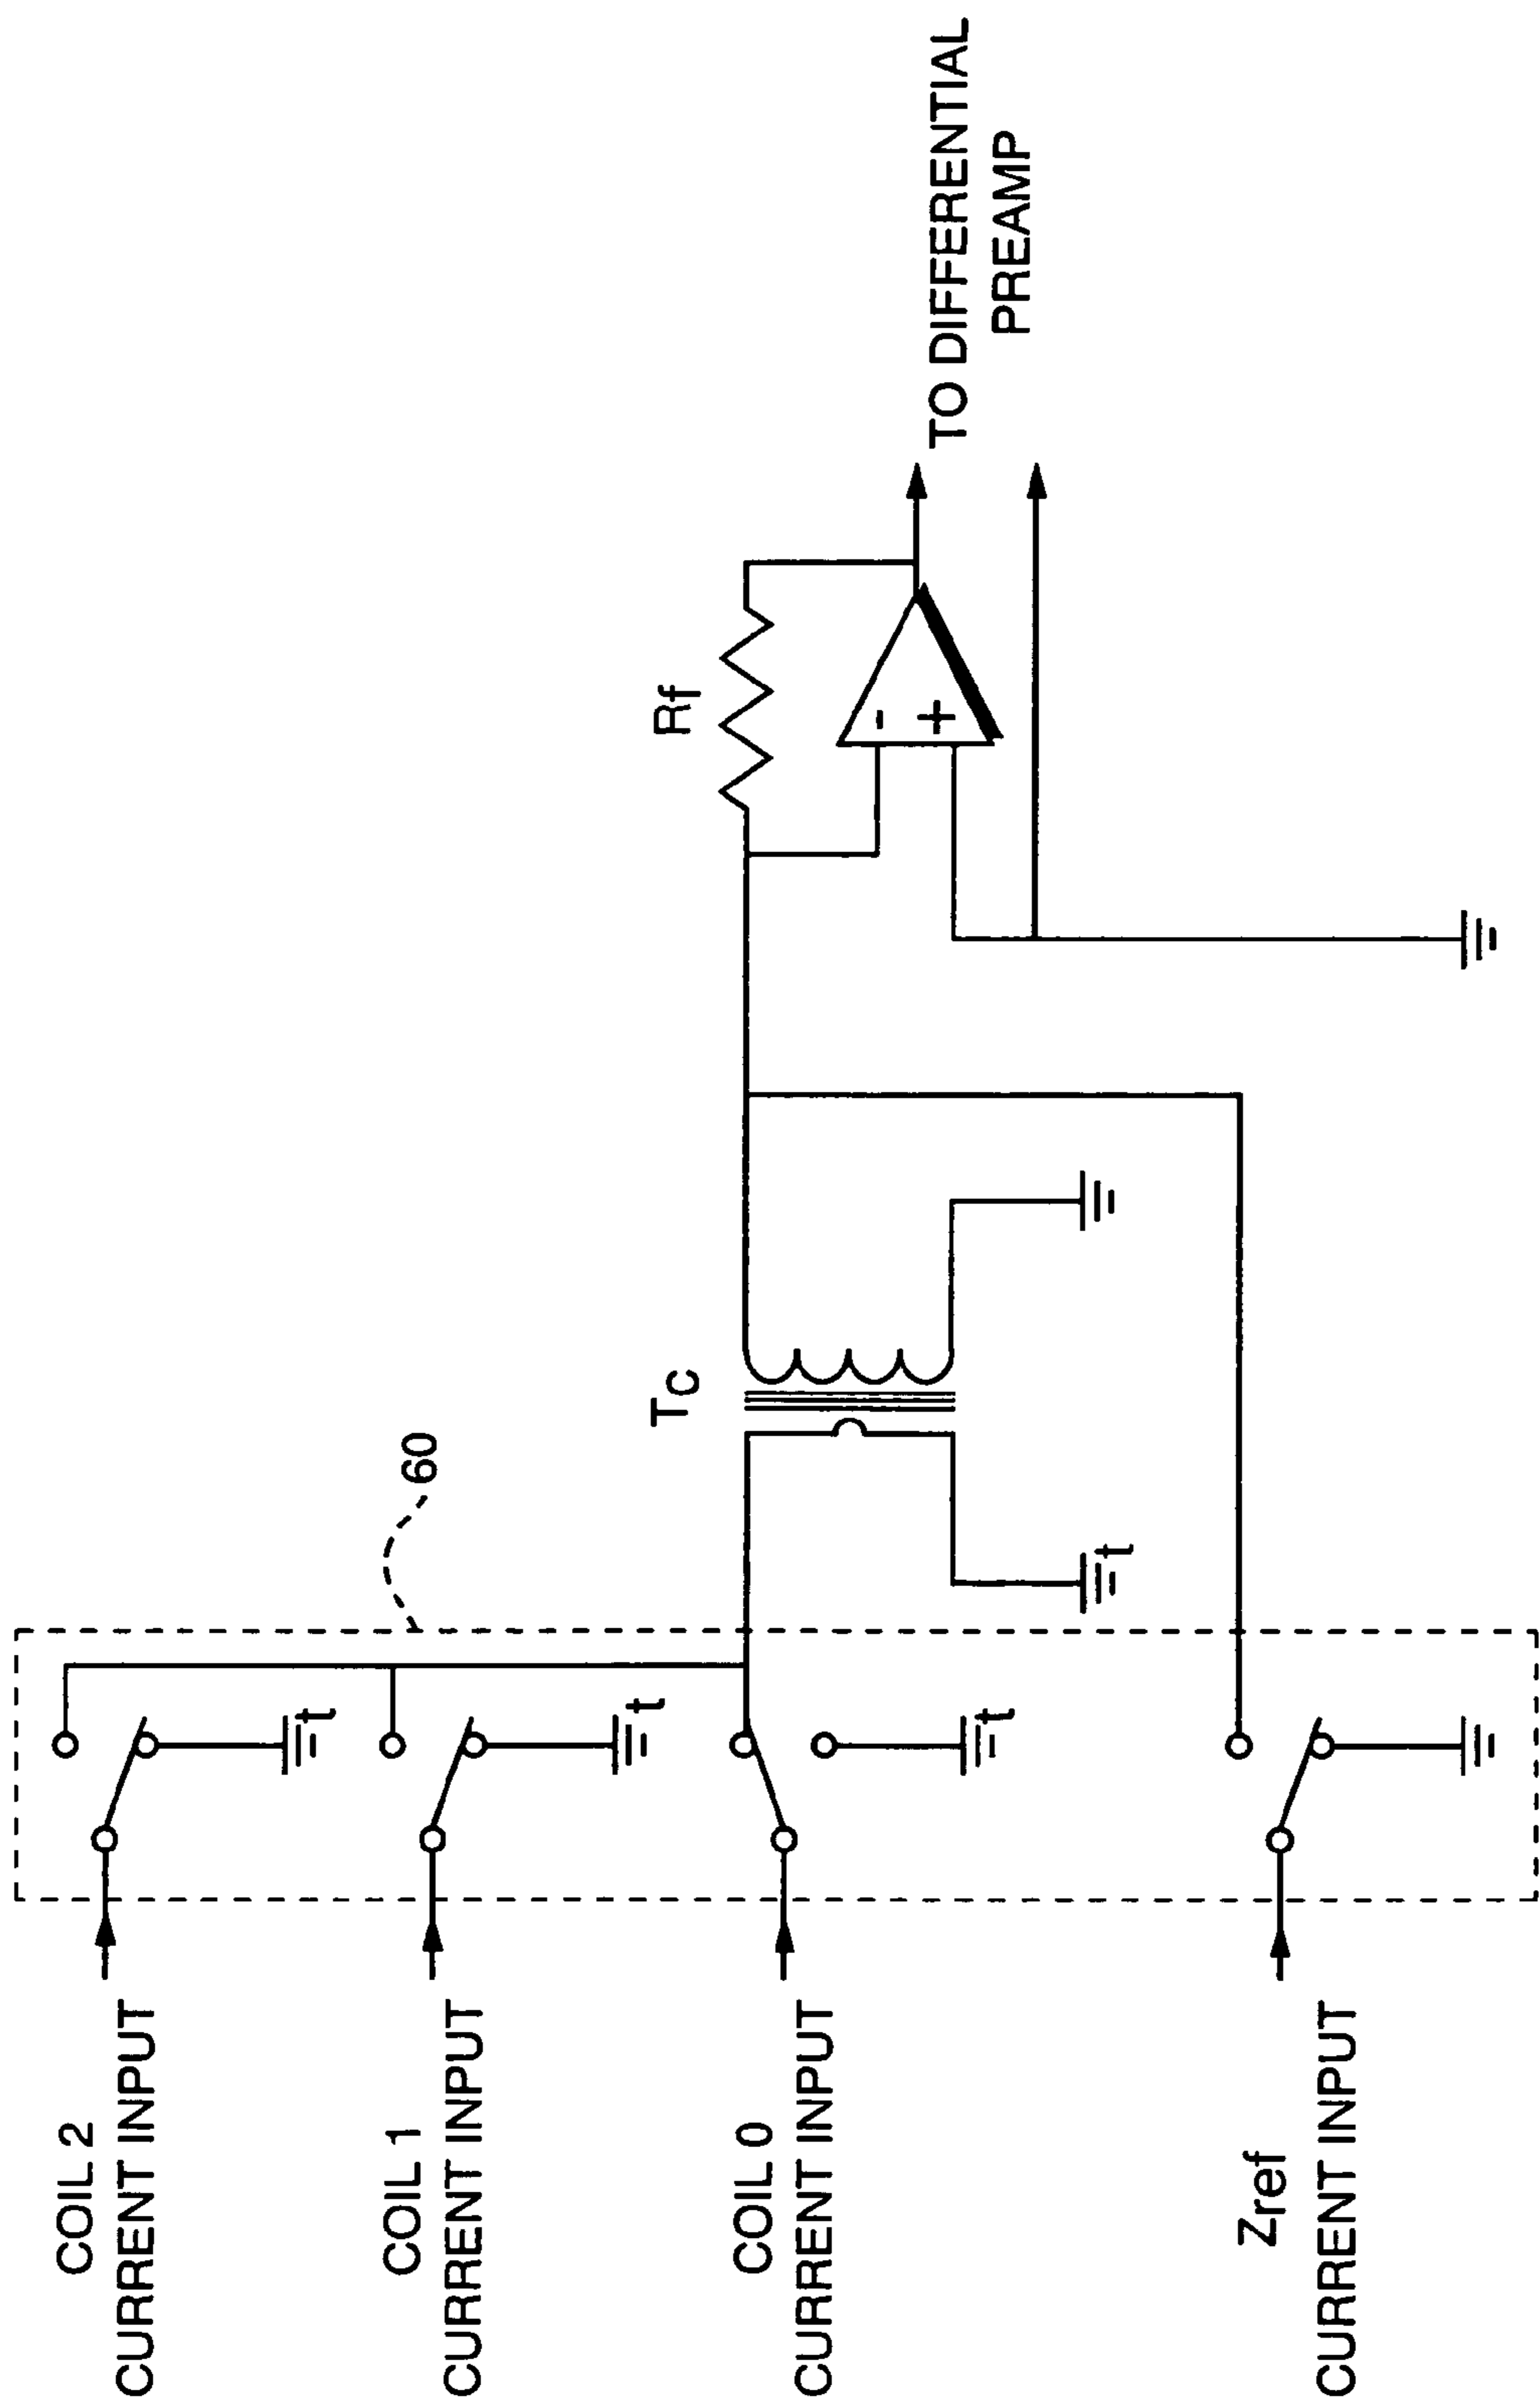 COIL 2
CURRENT INPUT
COIL 1
CURRENT INPUT
COIL 0
CURRENT INPUT
Zref
CURRENT INPUT
t
t
t
60
t
TC
Rf
-
+
TO DIFFERENTIAL
PREAMP